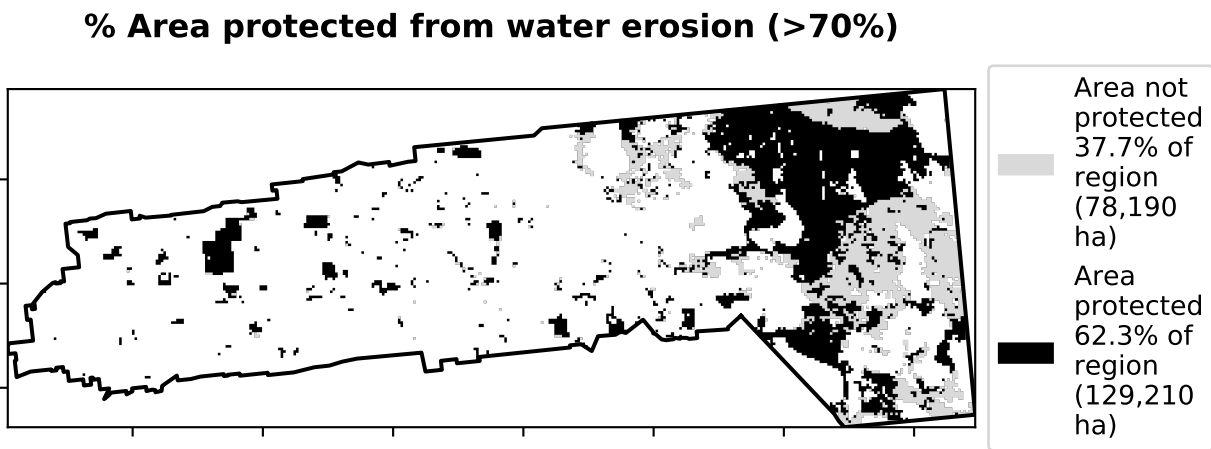 % Area protected from water erosion (>70%)
Area not
protected
37.7% of
region
(78,190
ha)
Area
protected
62.3% of
region
(129,210
ha)